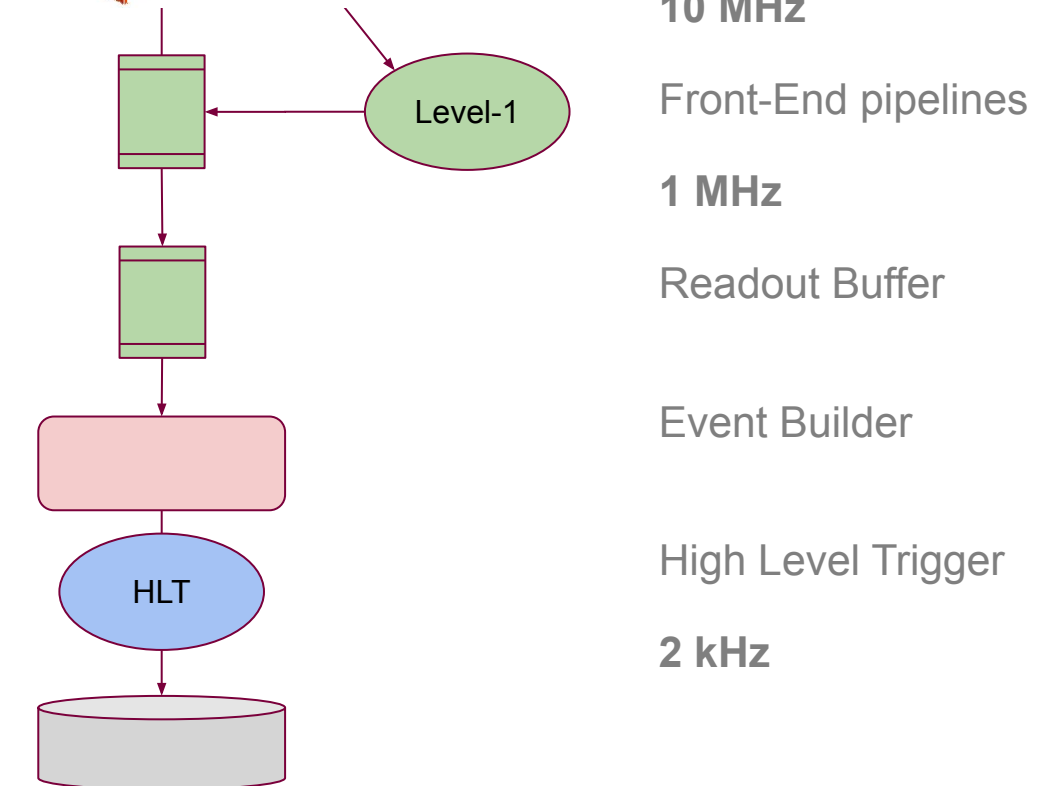 10 MHz
Level-1
Front-End pipelines
1 MHz
Readout Buffer
Event Builder
High Level Trigger
HLT
2 kHz